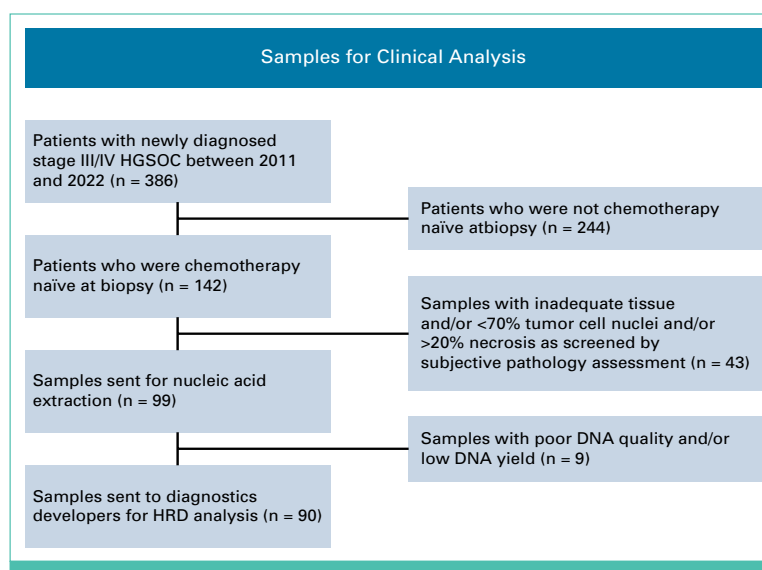 Samples for Clinical Analysis
Patients with newly diagnosed
stage III/IV HGSOC between 2011
and 2022 (n = 386)
Patients who were not chemotherapy
naïve atbiopsy (n = 244)
Patients who were chemotherapy
naïve at biopsy (n = 142)
Samples with inadequate tissue
and/or <70% tumor cell nuclei and/or
>20% necrosis as screened by
subjective pathology assessment (n = 43)
Samples sent for nucleic acid
extraction (n = 99)
Samples with poor DNA quality and/or
low DNA yield (n = 9)
Samples sent to diagnostics
developers for HRD analysis (n = 90)